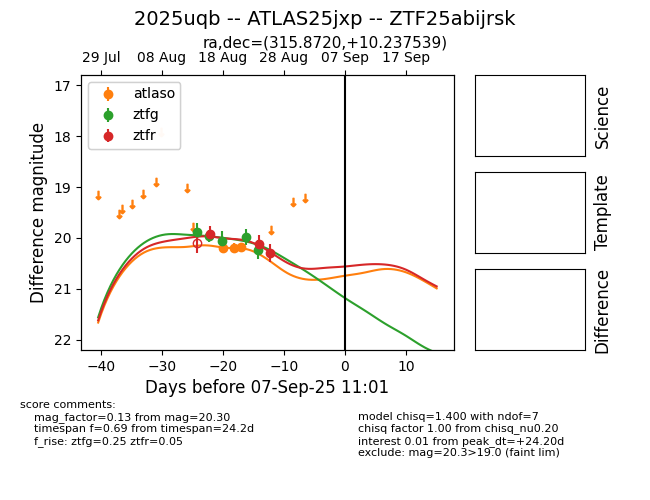 2025uqb -- ATLAS25jxp -- ZTF25abijrsk
ra,dec=(315.8720,+10.237539)
29 Jul 08 Aug 18 Aug 28 Aug 07 Sep 17 Sep
17
18
19
20
21
22
Difference magnitude
atlaso
ztfg
ztfr
−40 −30 −20 −10 0 10
Days before 07-Sep-25 11:01
Science
Template
Difference
score comments:
mag_factor=0.13 from mag=20.30
timespan f=0.69 from timespan=24.2d
f_rise: ztfg=0.25 ztfr=0.05
model chisq=1.400 with ndof=7
chisq factor 1.00 from chisq_nu0.20
interest 0.01 from peak_dt=+24.20d
exclude: mag=20.3>19.0 (faint lim)